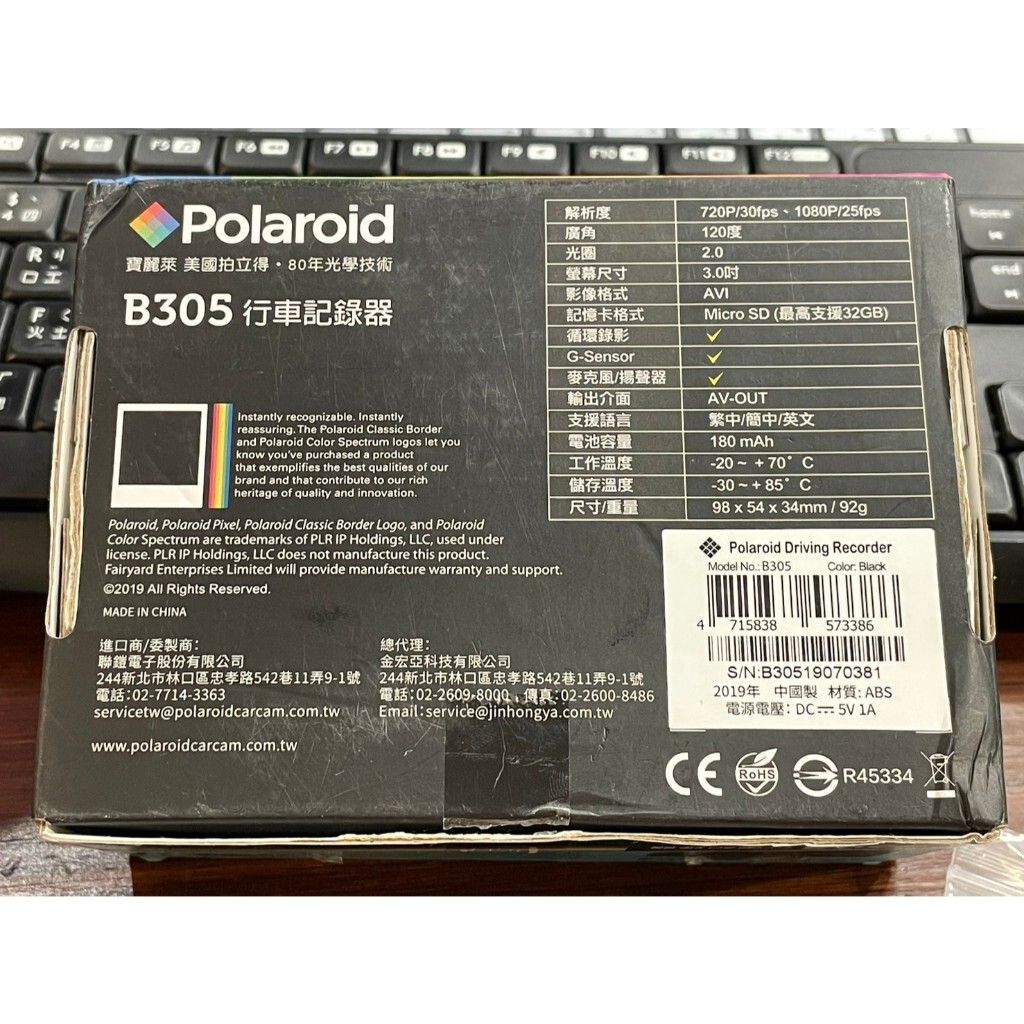 F4
F5
F6
F7
F8
F9
F10
F11
F12
home
end
R
口
F
火
Polaroid
寶麗萊 美國拍立得·80年光學技術
B305 行車記錄器
解析度 720P/30fps、1080P/25fps
廣角 120度
光圈 2.0
螢幕尺寸 3.0吋
影像格式 AVI
記憶卡格式 Micro SD (最高支援32GB)
循環錄影 ✓
G-Sensor ✓
麥克風/揚聲器 ✓
輸出介面 AV-OUT
支援語言 繁中/簡中/英文
電池容量 180 mAh
工作溫度 -20 ~ +70° C
儲存溫度 -30 ~ +85° C
尺寸/重量 98 x 54 x 34mm / 92g
Instantly recognizable. Instantly
reassuring. The Polaroid Classic Border
and Polaroid Color Spectrum logos let you
know you've purchased a product
that exemplifies the best qualities of our
brand and that contribute to our rich
heritage of quality and innovation.
Polaroid, Polaroid Pixel, Polaroid Classic Border Logo, and Polaroid
Color Spectrum are trademarks of PLR IP Holdings, LLC, used under
license. PLR IP Holdings, LLC does not manufacture this product.
Fairyard Enterprises Limited will provide manufacture warranty and support.
©2019 All Rights Reserved.
MADE IN CHINA
進口商/委製商:
聯鎧電子股份有限公司
244新北市林口區忠孝路542巷11弄9-1號
電話:02-7714-3363
servicetw@polaroidcarcam.com.tw
www.polaroidcarcam.com.tw
總代理:
金宏亞科技有限公司
244新北市林口區忠孝路542巷11弄9-1號
電話:02-2609-8000、傳真:02-2600-8486
Email:service@jinhongya.com.tw
Polaroid Driving Recorder
Model No.: B305 Color: Black
4 715838 573386
S/N:B30519070381
2019年 中國製 材質: ABS
電源電壓: DC⎓ 5V 1A
CE RoHS R45334